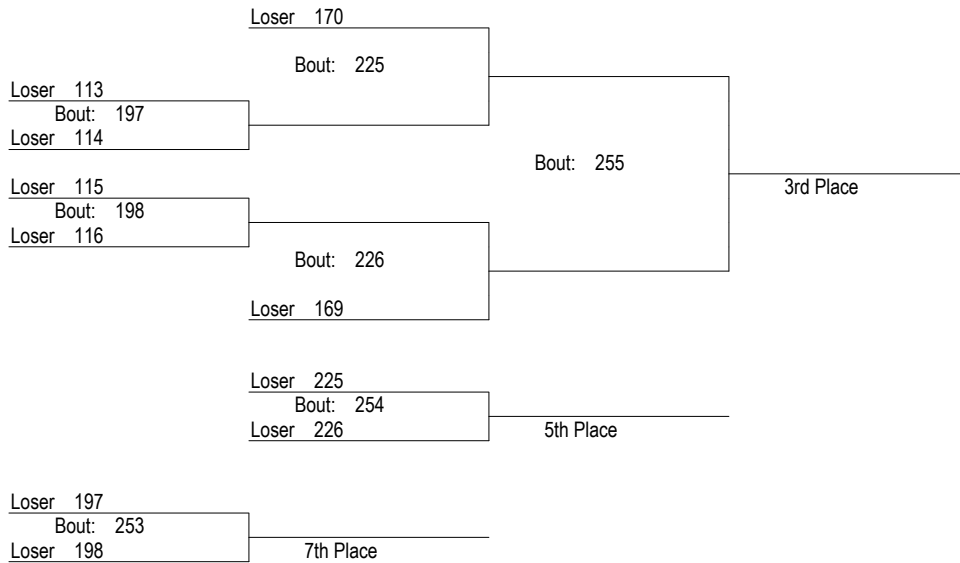 Loser 170
Bout: 225
Loser 113
Bout: 197
Loser 114
Bout: 255
3rd Place
Loser 115
Bout: 198
Loser 116
Bout: 226
Loser 169
Loser 225
Bout: 254
Loser 226
5th Place
Loser 197
Bout: 253
Loser 198
7th Place